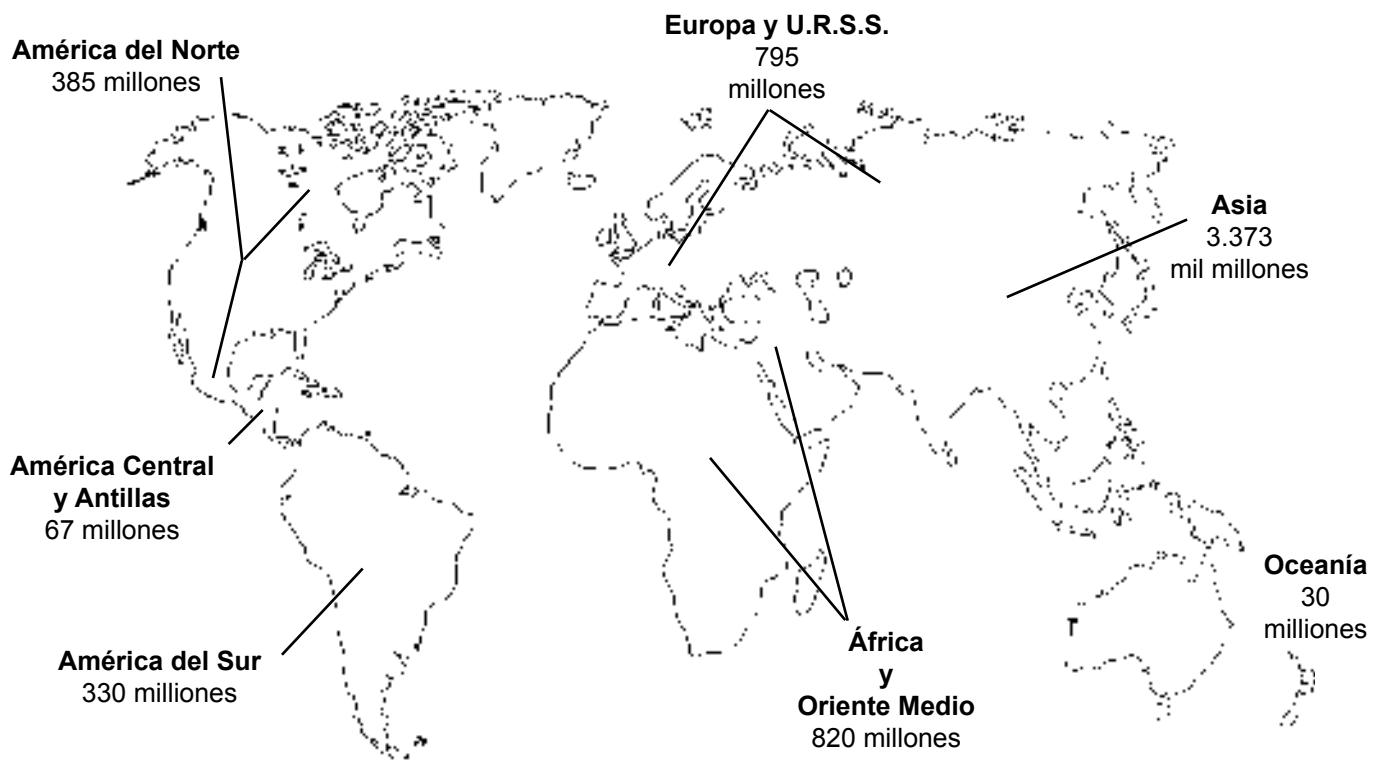 Europa y U.R.S.S.
795
millones
América del Norte
385 millones
Asia
3.373
mil millones
América Central
y Antillas
67 millones
Oceanía
30
milliones
América del Sur
330 milliones
África
y
Oriente Medio
820 millones